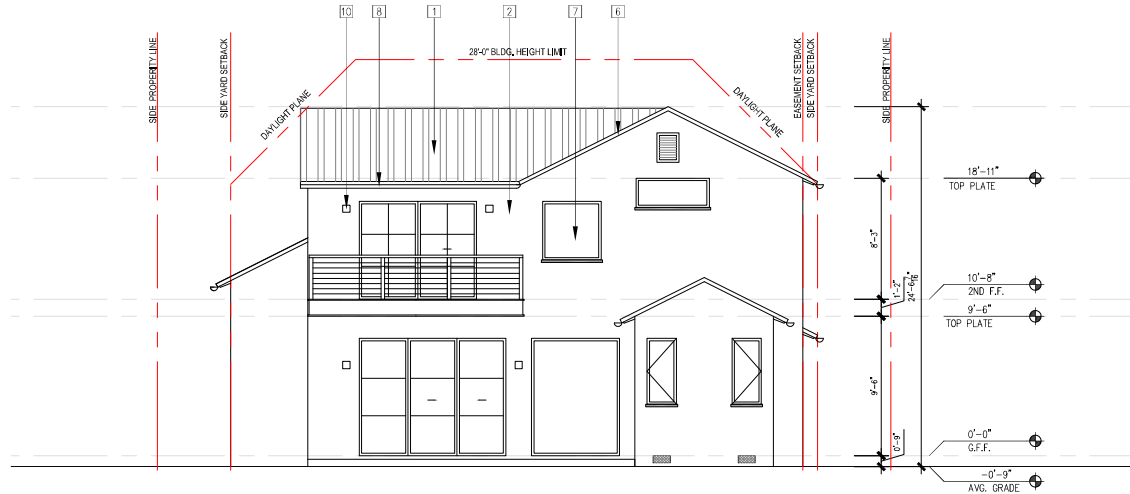 10
8
1
2
6
7
28'-0" BLDG. HEIGHT LIMIT
SIDE PROPERTY LINE
SIDE YARD SETBACK
DAYLIGHT PLANE
DAYLIGHT PLANE
EASEMENT SETBACK
SIDE YARD SETBACK
SIDE PROPERTY LINE
18'-11"
TOP PLATE
8'-3"
10'-8"
2ND F.F.
1'-2"
24'-6 7/16"
9'-6"
TOP PLATE
9'-6"
0'-0"
G.F.F.
0'-9"
-0'-9"
AVG. GRADE